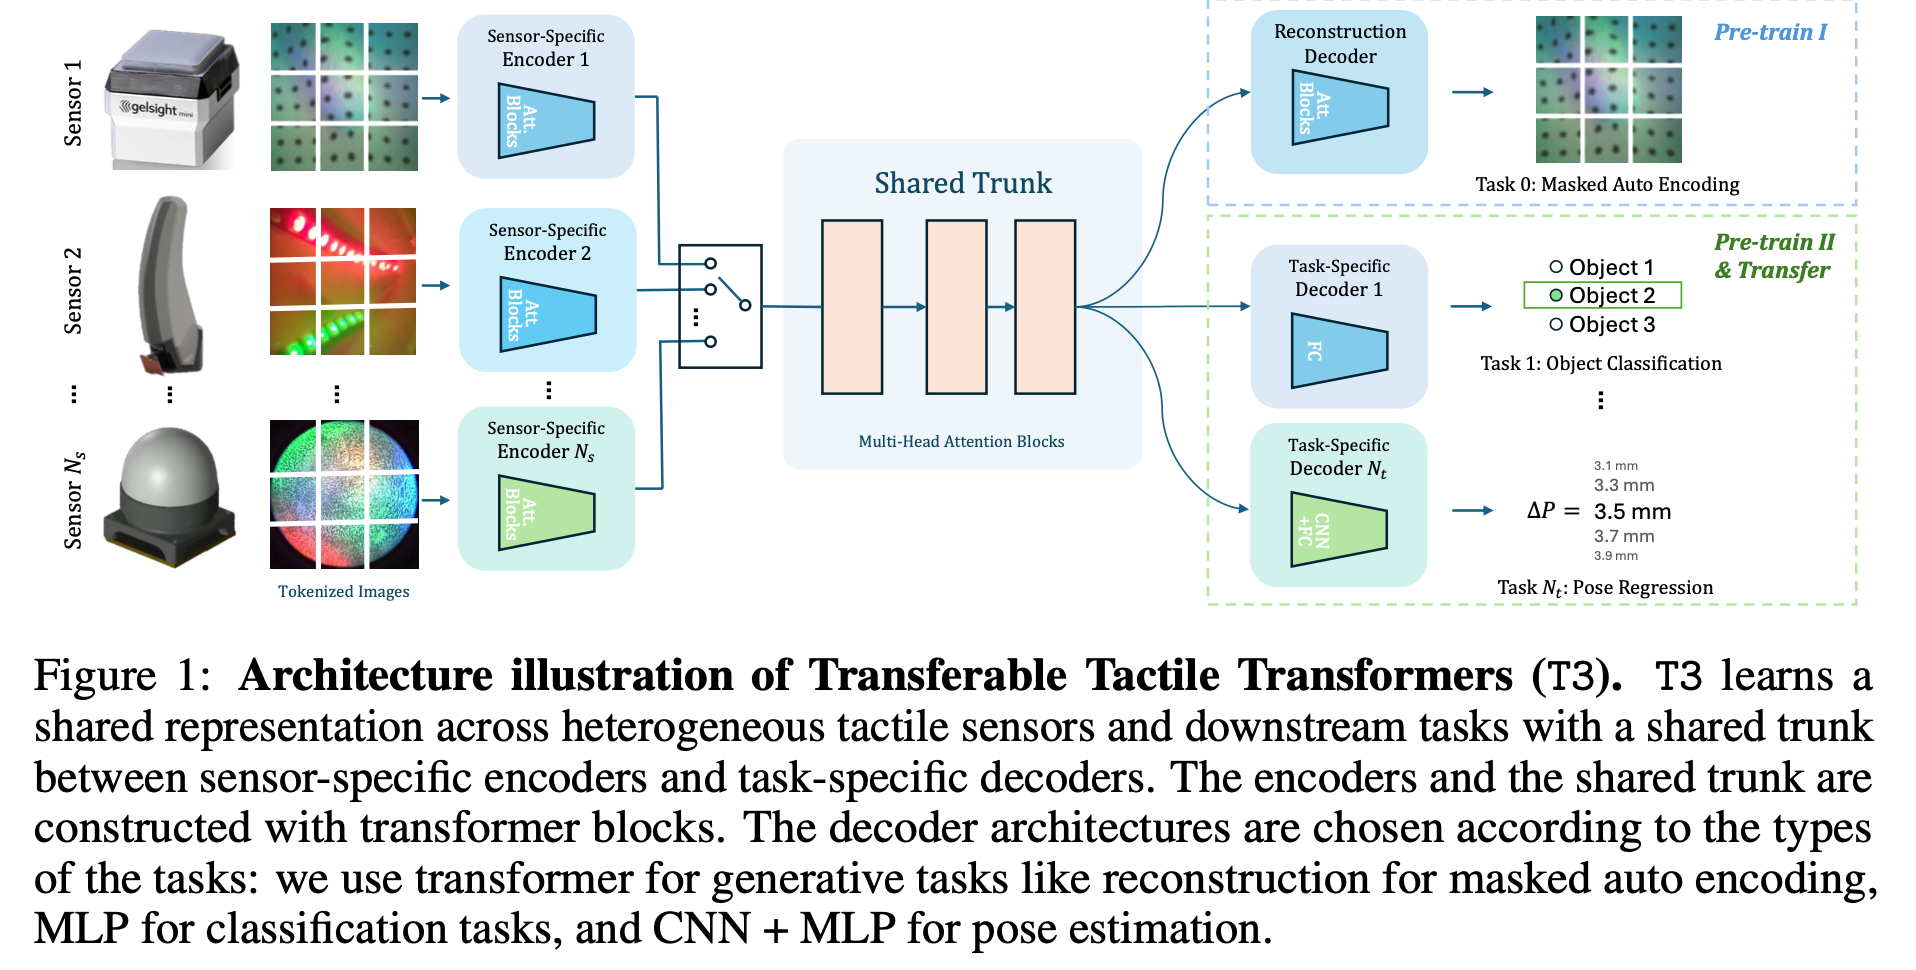 Sensor 1
gelsight mini
Sensor-Specific
Encoder 1
Att.
Blocks
Sensor 2
Sensor-Specific
Encoder 2
Att.
Blocks
...
...
...
...
Sensor Nₛ
Sensor-Specific
Encoder Nₛ
Att.
Blocks
Tokenized Images
...
Shared Trunk
Multi-Head Attention Blocks
Pre-train I
Reconstruction
Decoder
Att.
Blocks
Task 0: Masked Auto Encoding
Pre-train II
& Transfer
Task-Specific
Decoder 1
FC
Object 1
Object 2
Object 3
Task 1: Object Classification
...
Task-Specific
Decoder Nₜ
CNN
+FC
3.1 mm
3.3 mm
ΔP = 3.5 mm
3.7 mm
3.9 mm
Task Nₜ: Pose Regression
Figure 1: Architecture illustration of Transferable Tactile Transformers (T3). T3 learns a
shared representation across heterogeneous tactile sensors and downstream tasks with a shared trunk
between sensor-specific encoders and task-specific decoders. The encoders and the shared trunk are
constructed with transformer blocks. The decoder architectures are chosen according to the types
of the tasks: we use transformer for generative tasks like reconstruction for masked auto encoding,
MLP for classification tasks, and CNN + MLP for pose estimation.